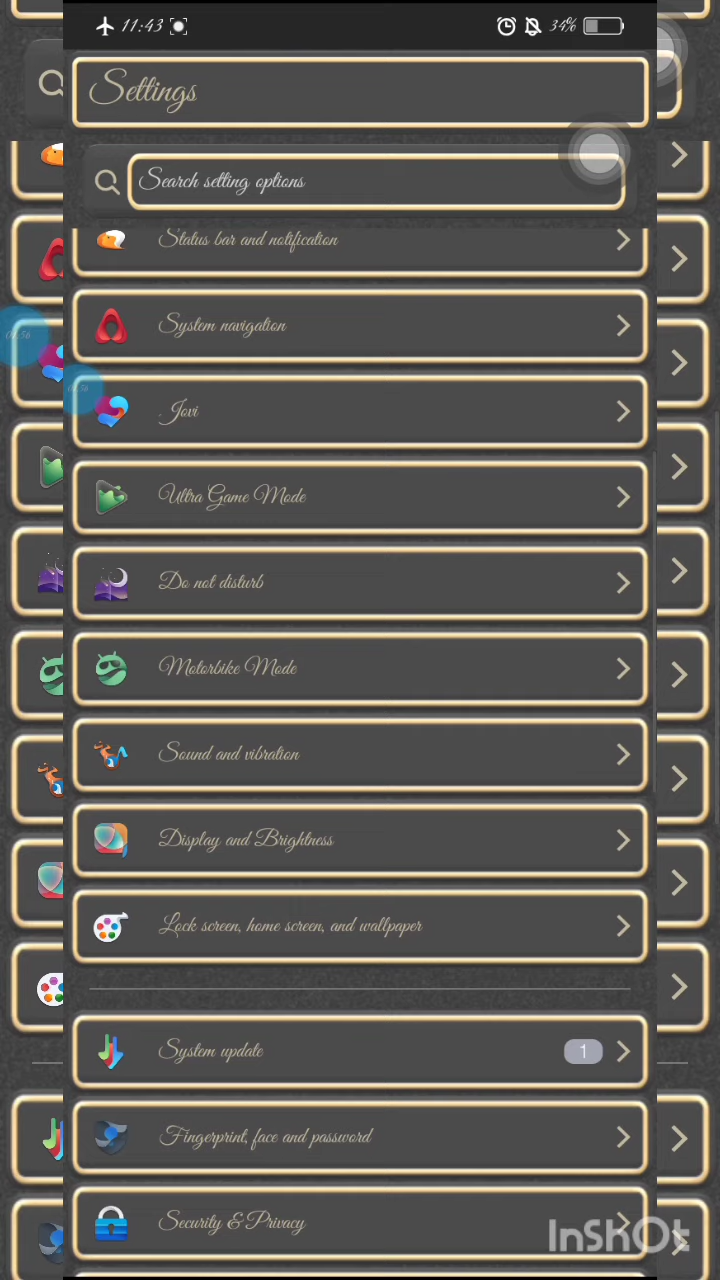 11:43
34%
Settings
Search setting options
Status bar and notification
System navigation
Jovi
Ultra Game Mode
Do not disturb
Motorbike Mode
Sound and vibration
Display and Brightness
Lock screen, home screen, and wallpaper
System update
1
Fingerprint, face and password
Security & Privacy
InShOt